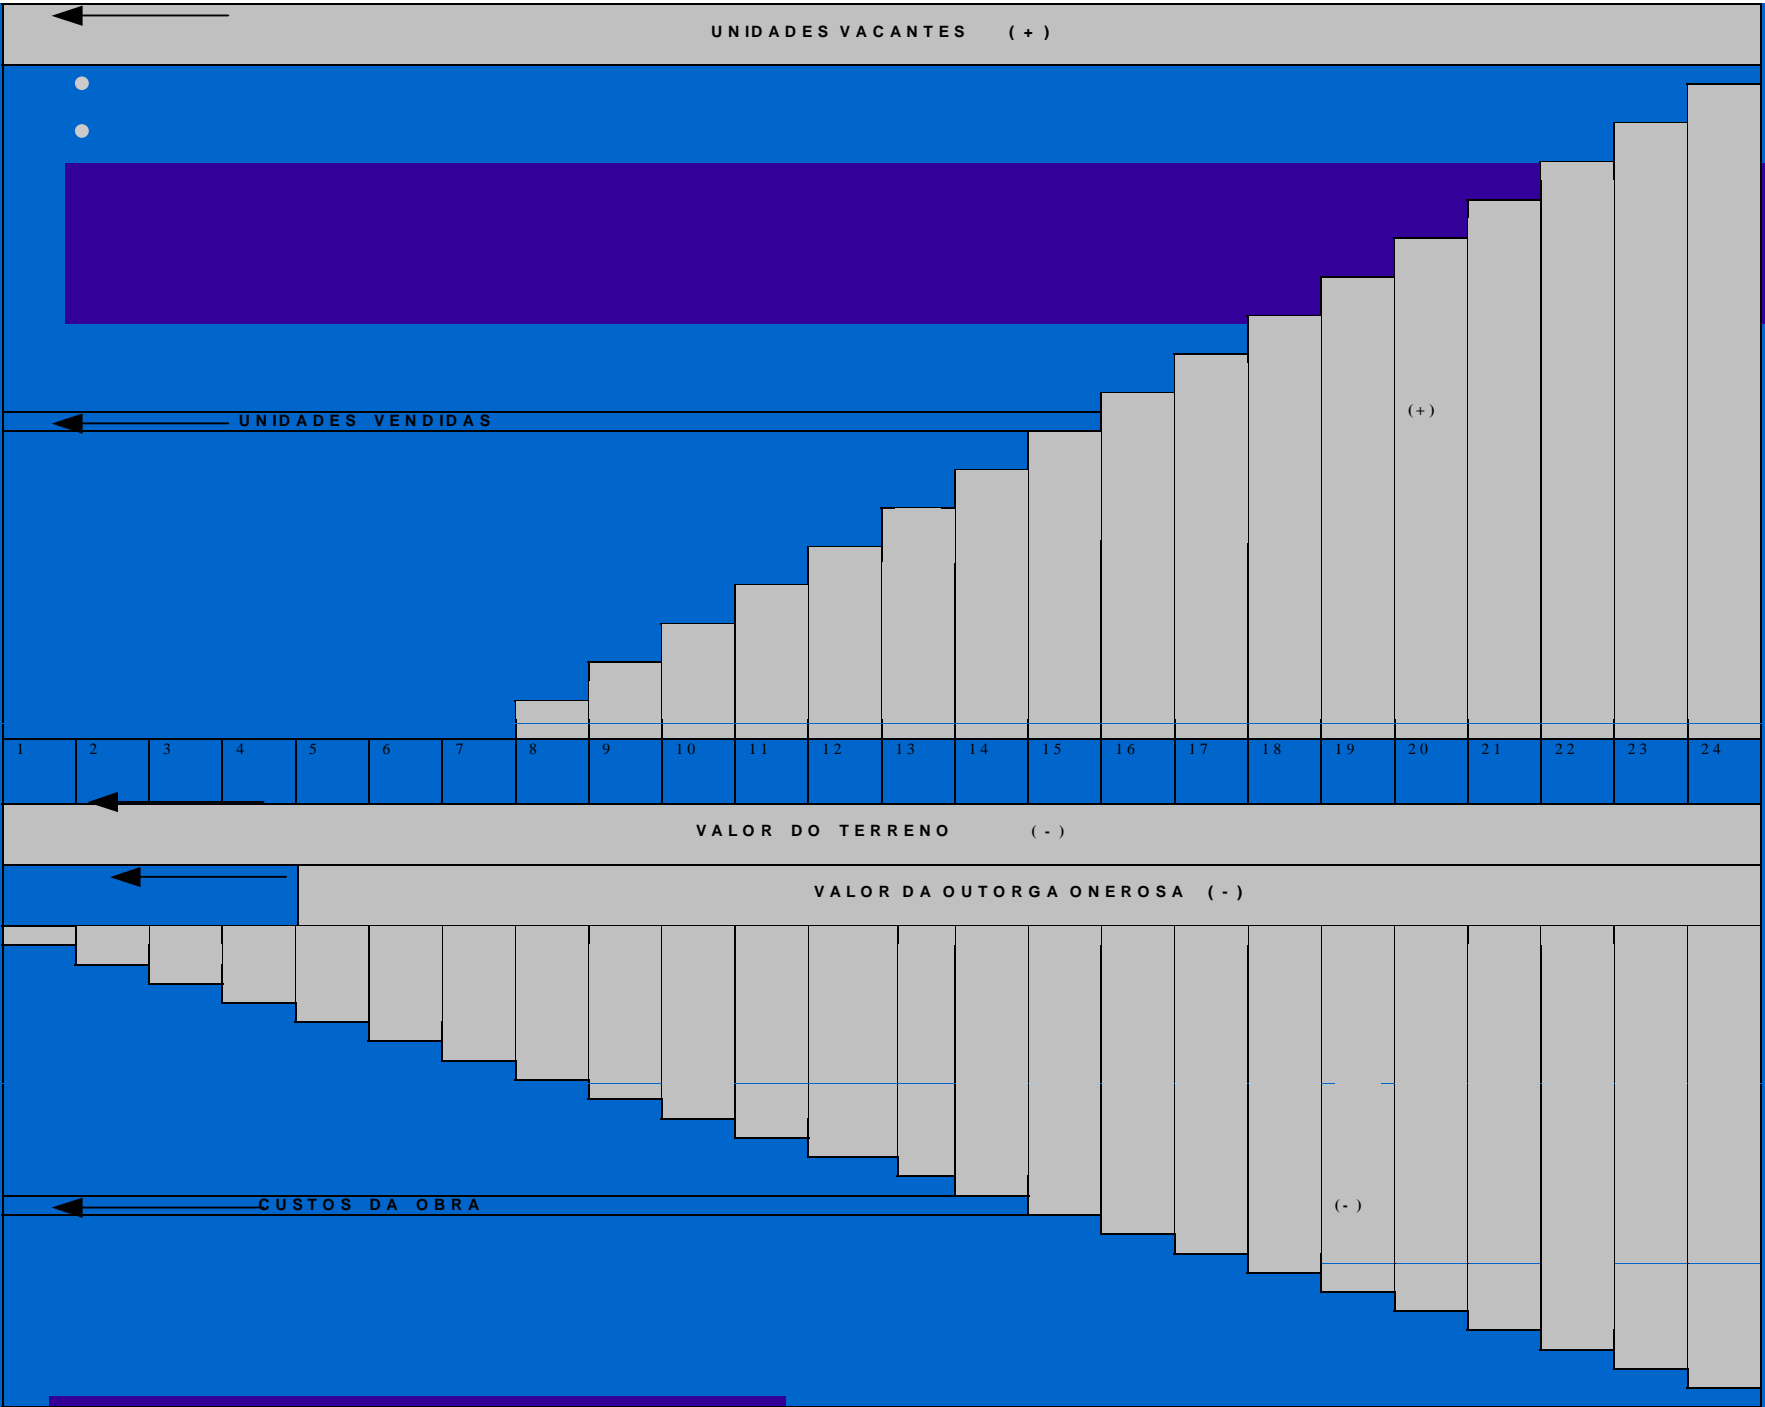 UNIDADES VACANTES (+)
(+)
UNIDADES VENDIDAS
1 2 3 4 5 6 7 8 9 10 11 12 13 14 15 16 17 18 19 20 21 22 23 24
VALOR DO TERRENO (-)
VALOR DA OUTORGA ONEROSA (-)
CUSTOS DA OBRA (-)